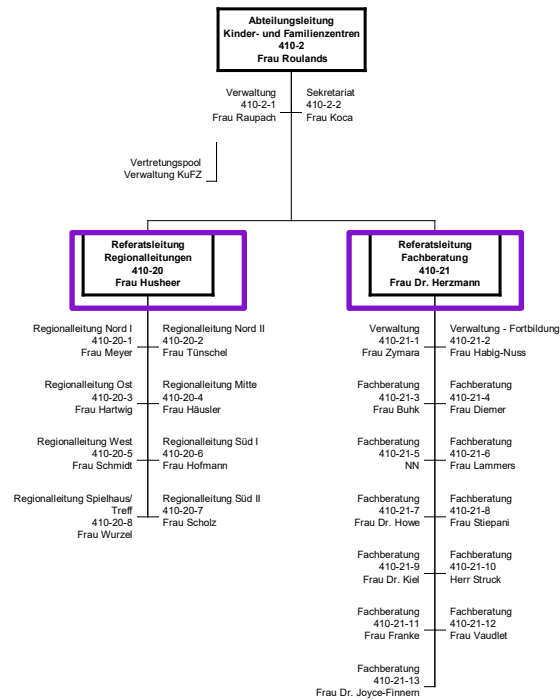 Abteilungsleitung
Kinder- und Familienzentren
410-2
Frau Roulands
Verwaltung
410-2-1
Frau Raupach
Sekretariat
410-2-2
Frau Koca
Vertretungspool
Verwaltung KuFZ
Referatsleitung
Regionalleitungen
410-20
Frau Husheer
Referatsleitung
Fachberatung
410-21
Frau Dr. Herzmann
Regionalleitung Nord I
410-20-1
Frau Meyer
Regionalleitung Nord II
410-20-2
Frau Tünschel
Regionalleitung Ost
410-20-3
Frau Hartwig
Regionalleitung Mitte
410-20-4
Frau Häusler
Regionalleitung West
410-20-5
Frau Schmidt
Regionalleitung Süd I
410-20-6
Frau Hofmann
Regionalleitung Spielhaus/
Treff
410-20-8
Frau Wurzel
Regionalleitung Süd II
410-20-7
Frau Scholz
Verwaltung
410-21-1
Frau Zymara
Verwaltung - Fortbildung
410-21-2
Frau Habig-Nuss
Fachberatung
410-21-3
Frau Buhk
Fachberatung
410-21-4
Frau Diemer
Fachberatung
410-21-5
NN
Fachberatung
410-21-6
Frau Lammers
Fachberatung
410-21-7
Frau Dr. Howe
Fachberatung
410-21-8
Frau Stiepani
Fachberatung
410-21-9
Frau Dr. Kiel
Fachberatung
410-21-10
Herr Struck
Fachberatung
410-21-11
Frau Franke
Fachberatung
410-21-12
Frau Vaudlet
Fachberatung
410-21-13
Frau Dr. Joyce-Finnern